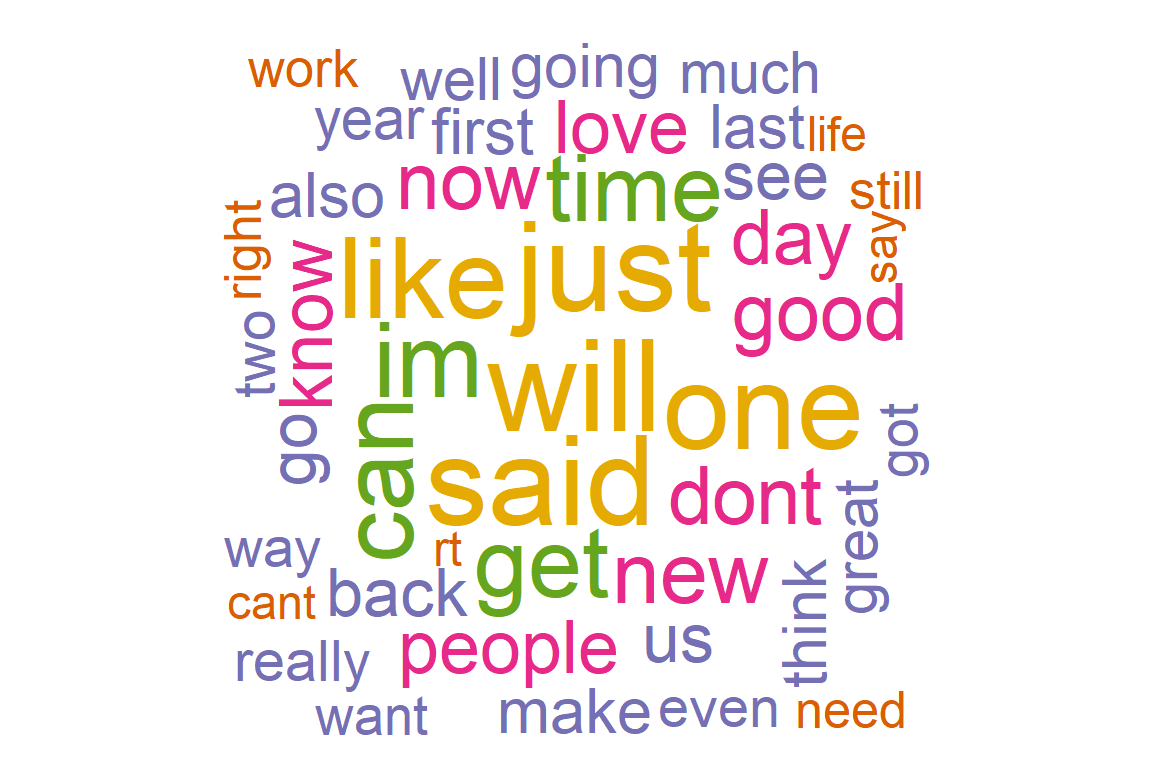 work well going much
year first love last life
also now time see still
right know like just day say
two im good
go can will one got
said dont great
way rt get new think
cant back
really people us
want make even need